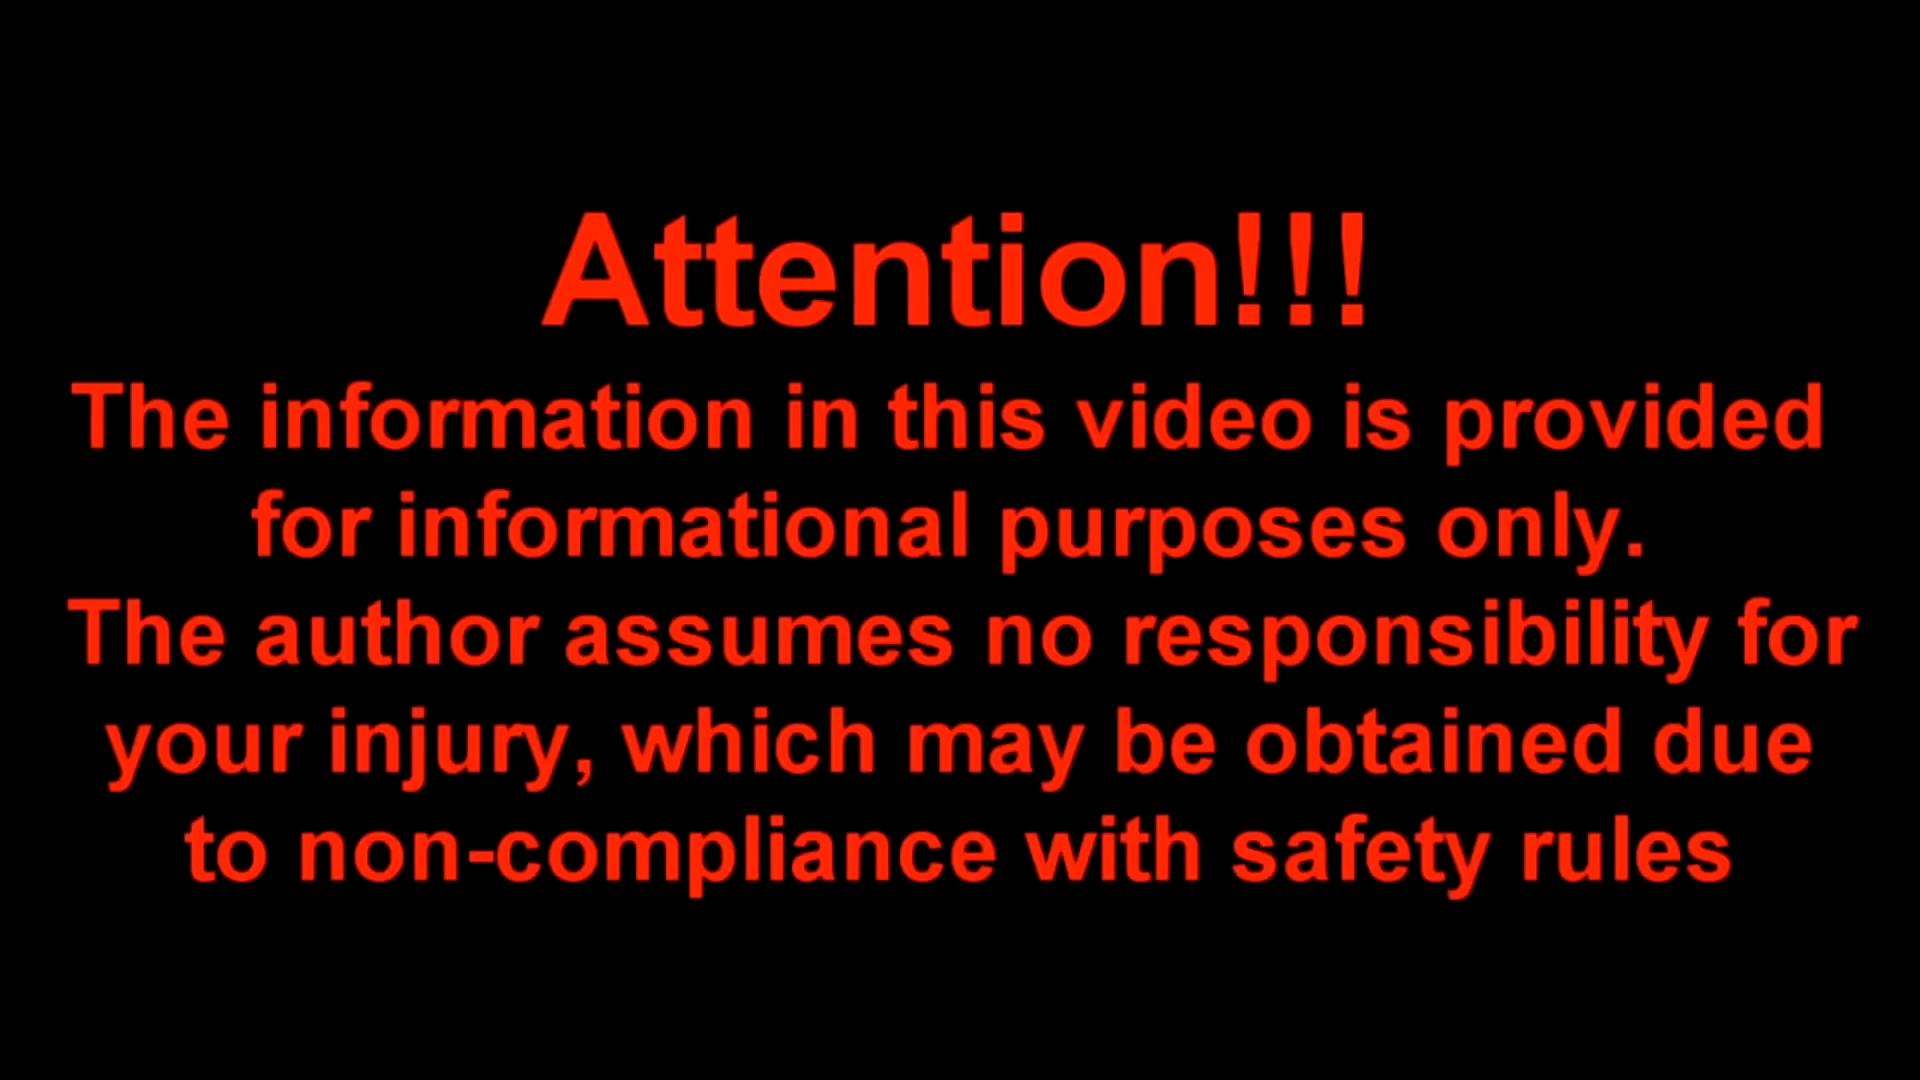 Attention!!!
The information in this video is provided
for informational purposes only.
The author assumes no responsibility for
your injury, which may be obtained due
to non-compliance with safety rules